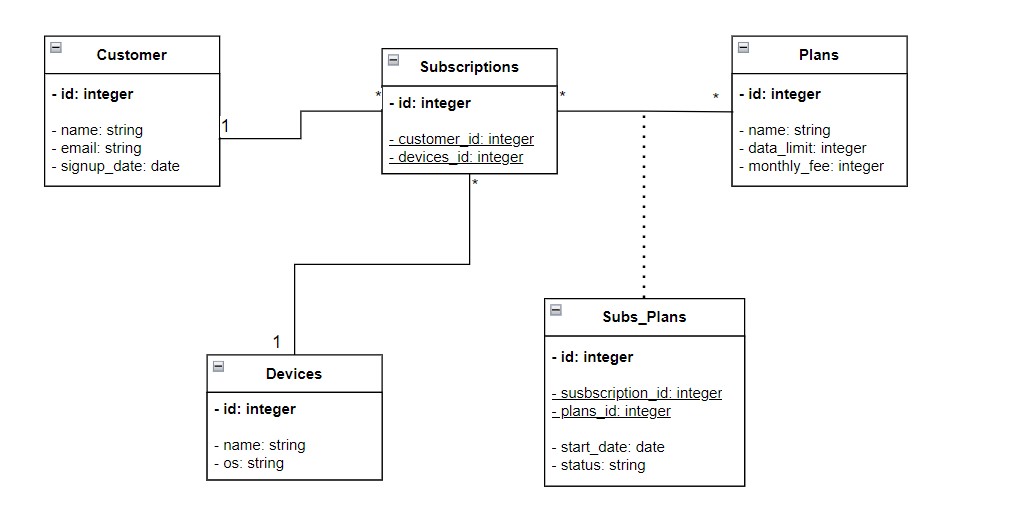 Customer
- id: integer
- name: string
- email: string
- signup_date: date
1
*
Subscriptions
- id: integer
- customer_id: integer
- devices_id: integer
*
*
*
Plans
- id: integer
- name: string
- data_limit: integer
- monthly_fee: integer
1
Devices
- id: integer
- name: string
- os: string
Subs_Plans
- id: integer
- susbscription_id: integer
- plans_id: integer
- start_date: date
- status: string